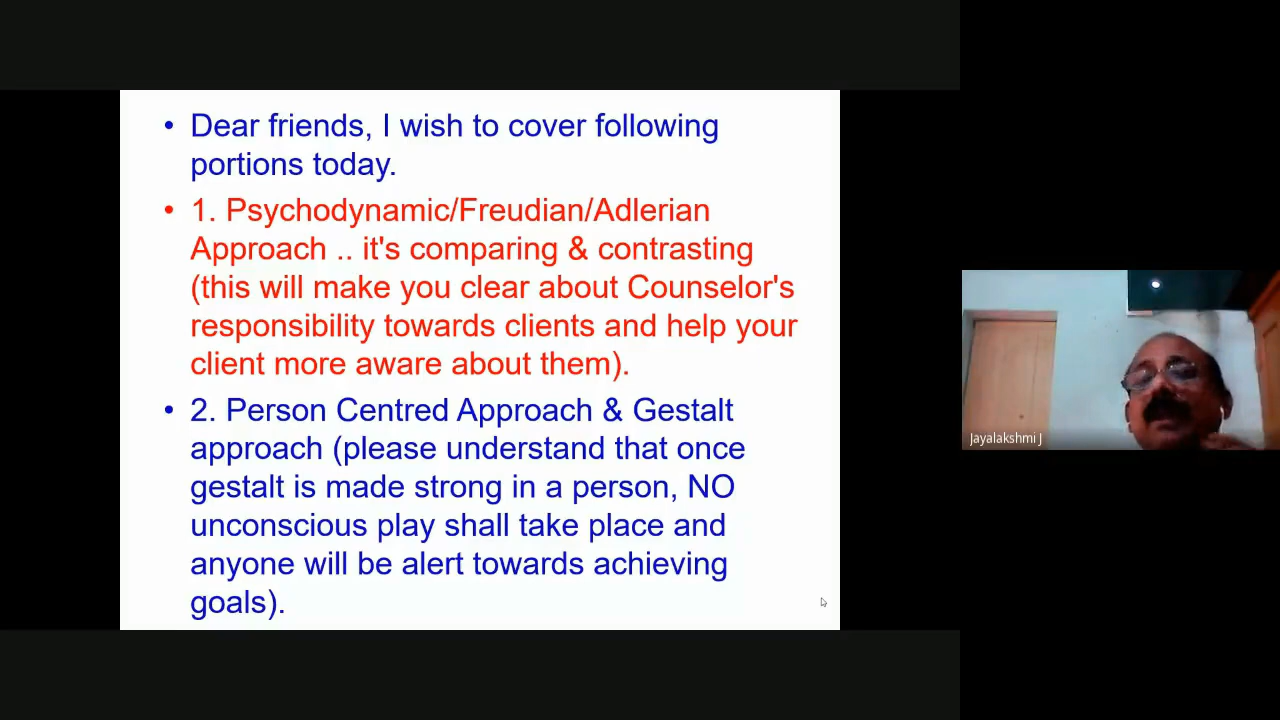 • Dear friends, I wish to cover following
portions today.
• 1. Psychodynamic/Freudian/Adlerian
Approach .. it's comparing & contrasting
(this will make you clear about Counselor's
responsibility towards clients and help your
client more aware about them).
• 2. Person Centred Approach & Gestalt
approach (please understand that once
gestalt is made strong in a person, NO
unconscious play shall take place and
anyone will be alert towards achieving
goals).
Jayalakshmi J